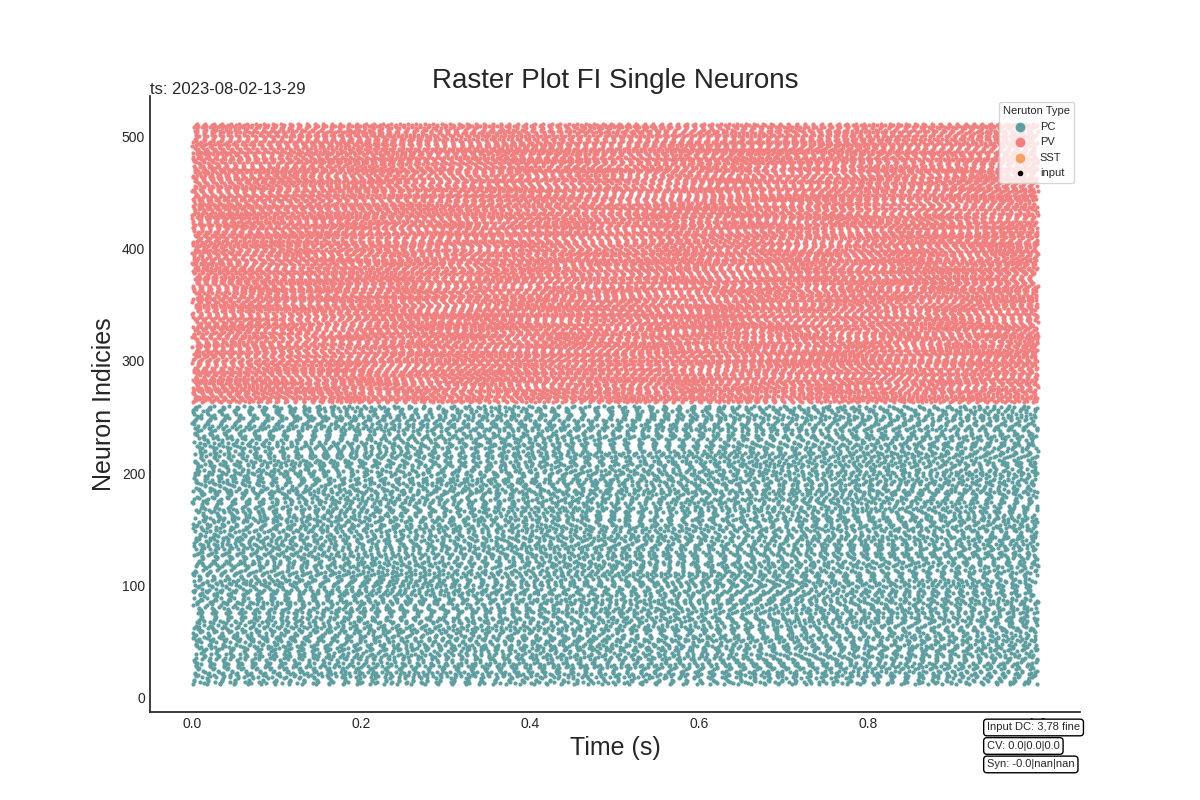 Raster Plot FI Single Neurons
ts: 2023-08-02-13-29
Neruton Type
PC
PV
SST
input
500
400
300
200
100
0
Neuron Indicies
0.0 0.2 0.4 0.6 0.8
Time (s)
Input DC: 3,78 fine
CV: 0.0|0.0|0.0
Syn: -0.0|nan|nan